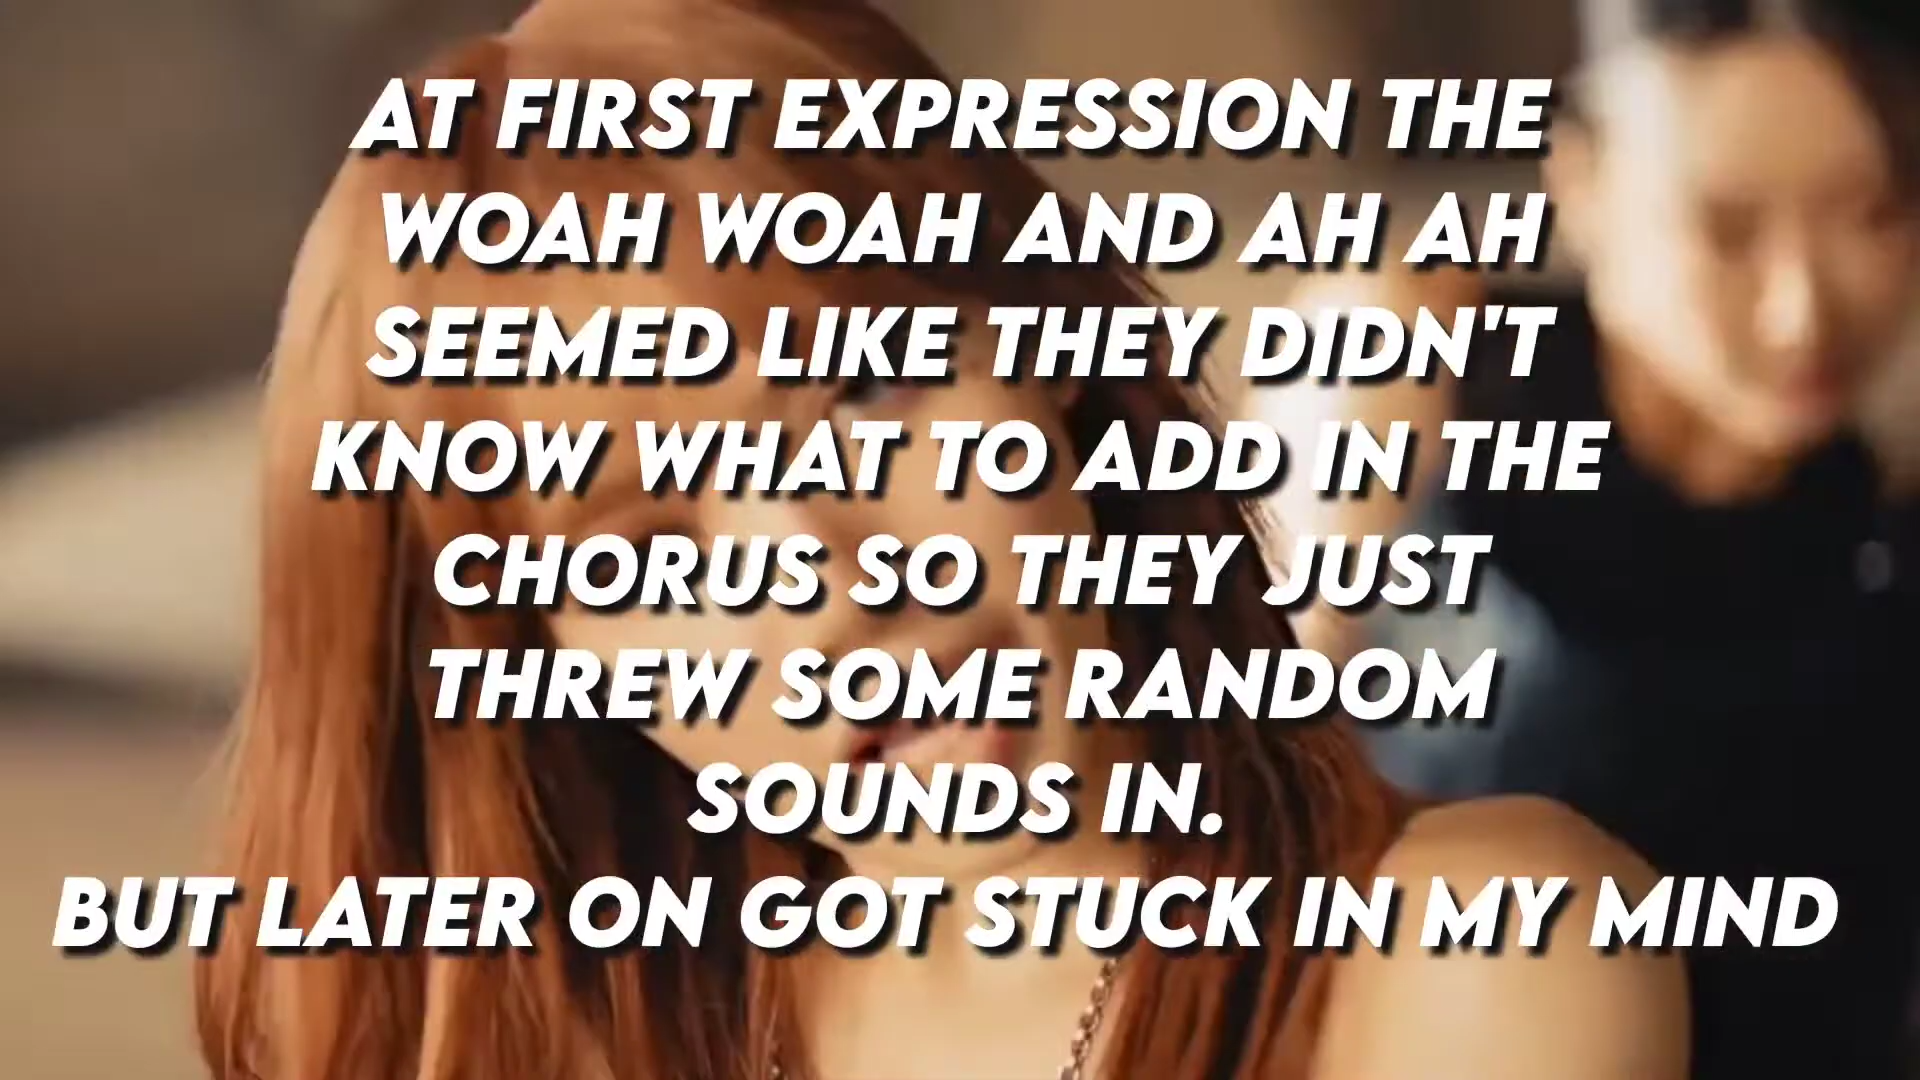 AT FIRST EXPRESSION THE
WOAH WOAH AND AH AH
SEEMED LIKE THEY DIDN'T
KNOW WHAT TO ADD IN THE
CHORUS SO THEY JUST
THREW SOME RANDOM
SOUNDS IN.
BUT LATER ON GOT STUCK IN MY MIND